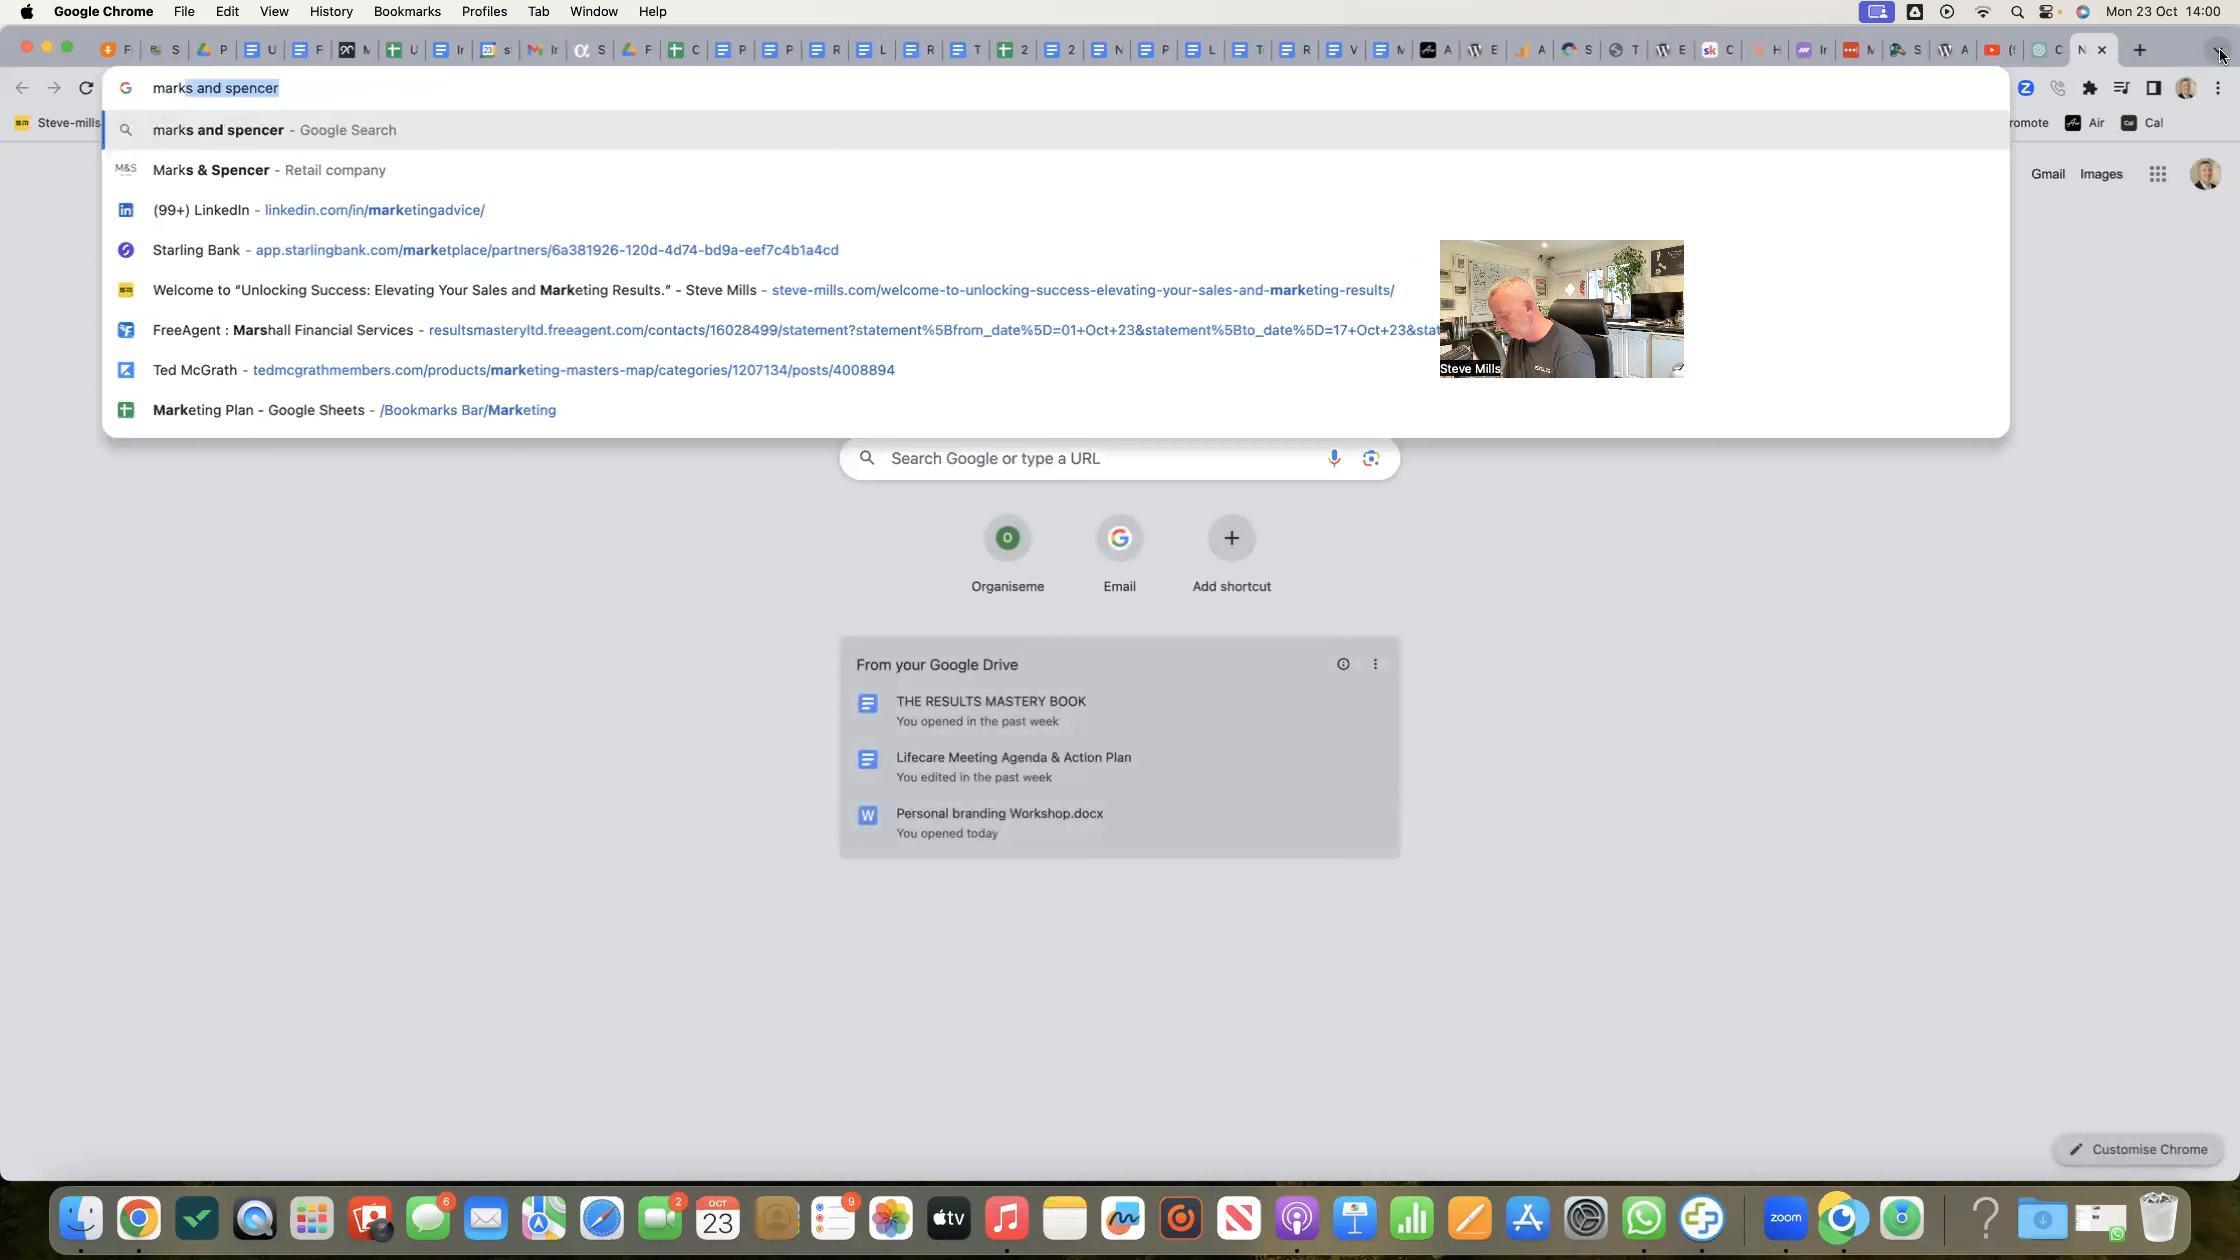 Google Chrome File Edit View History Bookmarks Profiles Tab Window Help Mon 23 Oct 14:00
marks and spencer
Steve-mills
romote Air Cal
marks and spencer - Google Search
Marks & Spencer - Retail company
Gmail Images
(99+) LinkedIn - linkedin.com/in/marketingadvice/
Starling Bank - app.starlingbank.com/marketplace/partners/6a381926-120d-4d74-bd9a-eef7c4b1a4cd
Welcome to “Unlocking Success: Elevating Your Sales and Marketing Results.” - Steve Mills - steve-mills.com/welcome-to-unlocking-success-elevating-your-sales-and-marketing-results/
FreeAgent : Marshall Financial Services - resultsmasteryltd.freeagent.com/contacts/16028499/statement?statement%5Bfrom_date%5D=01+Oct+23&statement%5Bto_date%5D=17+Oct+23&stat
Steve Mills
Ted McGrath - tedmcgrathmembers.com/products/marketing-masters-map/categories/1207134/posts/4008894
Marketing Plan - Google Sheets - /Bookmarks Bar/Marketing
Search Google or type a URL
Organiseme Email Add shortcut
From your Google Drive
THE RESULTS MASTERY BOOK
You opened in the past week
Lifecare Meeting Agenda & Action Plan
You edited in the past week
Personal branding Workshop.docx
You opened today
Customise Chrome
6 2 OCT 23 9 tv zoom